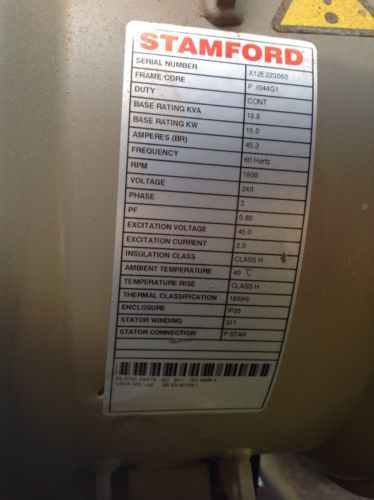 STAMFORD
SERIAL NUMBER X12E223060
FRAME/CORE P 044G1
DUTY CONT
BASE RATING KVA 18.8
BASE RATING KW 15.0
AMPERES (BR) 45.2
FREQUENCY 60 Hertz
RPM 1800
VOLTAGE 240
PHASE 3
PF 0.80
EXCITATION VOLTAGE 45.0
EXCITATION CURRENT 2.0
INSULATION CLASS CLASS H
AMBIENT TEMPERATURE 40 ℃
TEMPERATURE RISE CLASS H
THERMAL CLASSIFICATION 180(H)
ENCLOSURE IP23
STATOR WINDING 311
STATOR CONNECTION P.STAR